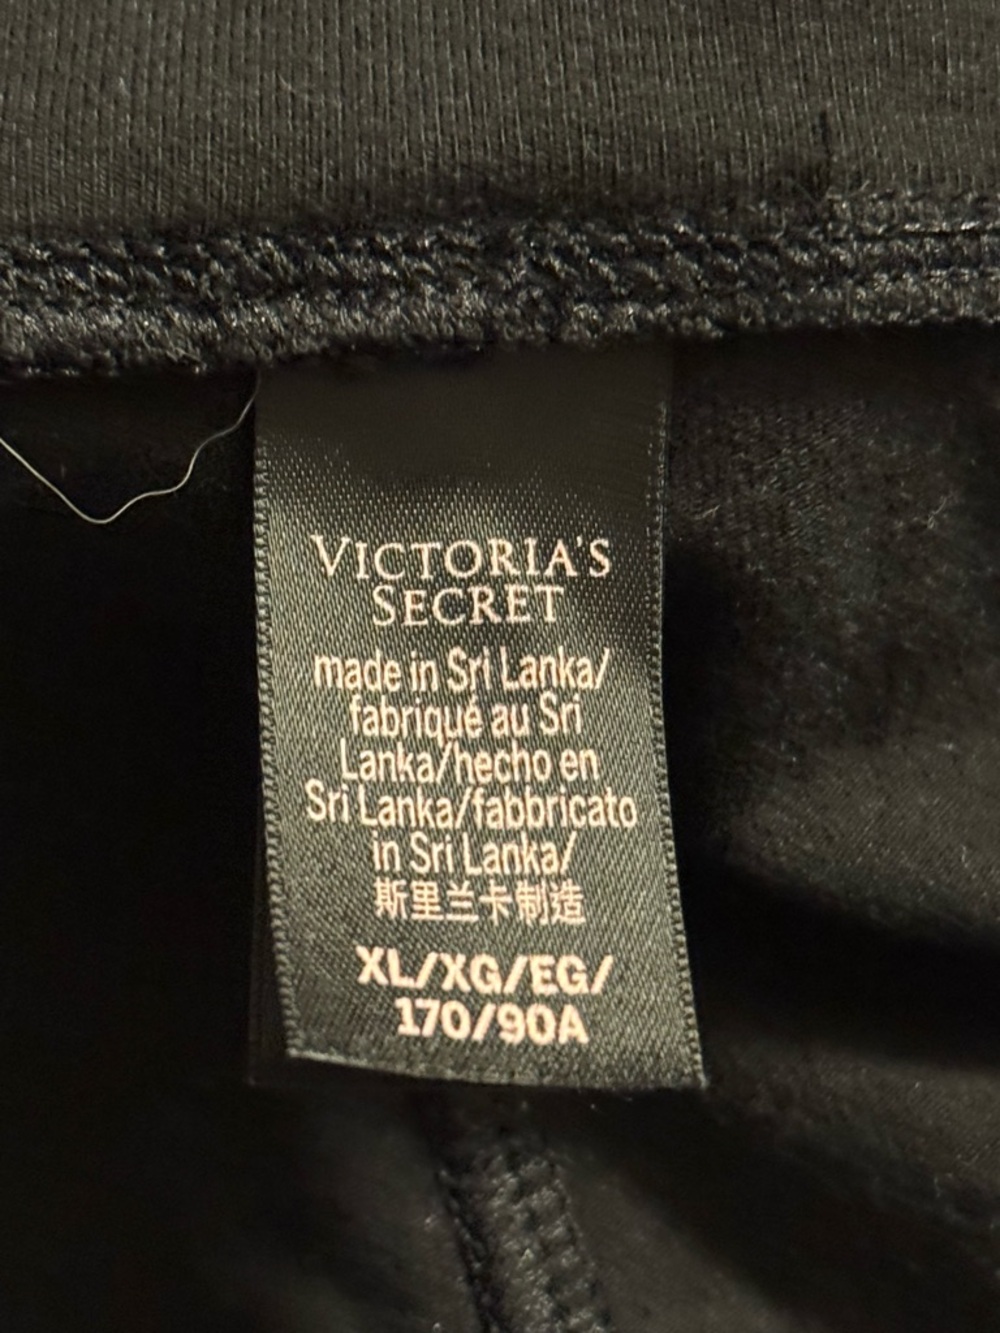 VICTORIA'S
SECRET
made in Sri Lanka/
fabriqué au Sri
Lanka/hecho en
Sri Lanka/fabbricato
in Sri Lanka/
斯里兰卡制造
XL/XG/EG/
170/90A